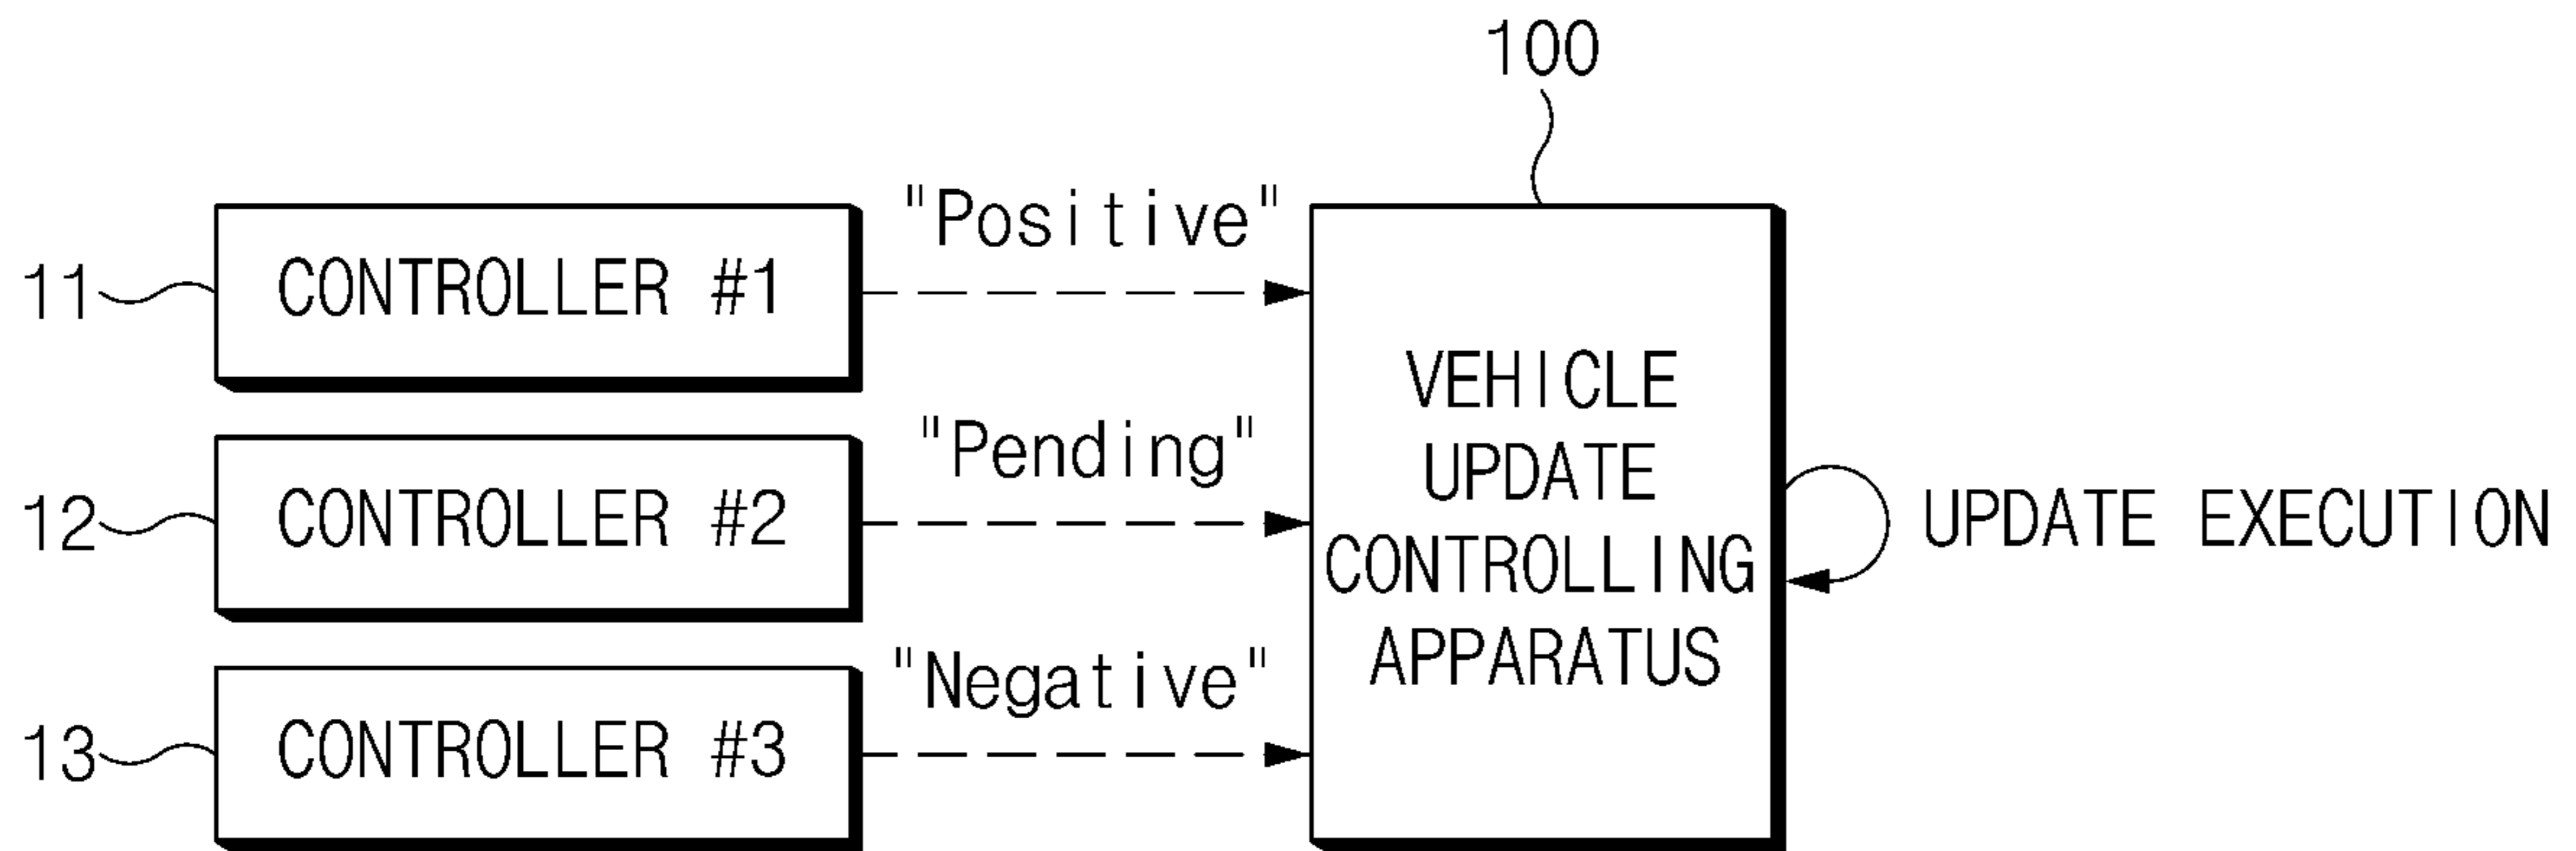 100
"Positive"
11
CONTROLLER #1
"Pending"
12
CONTROLLER #2
"Negative"
13
CONTROLLER #3
VEHICLE
UPDATE
CONTROLLING
APPARATUS
UPDATE EXECUTION